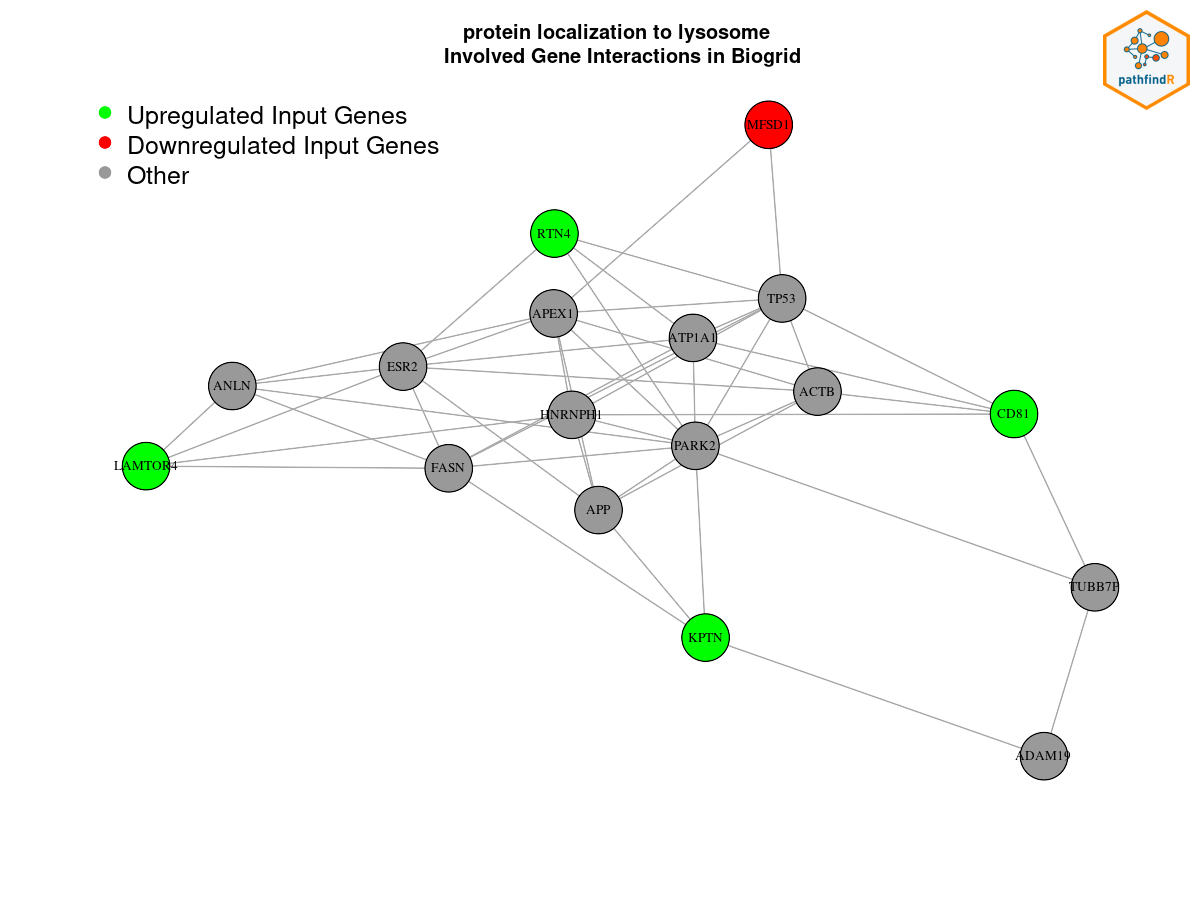 protein localization to lysosome
Involved Gene Interactions in Biogrid
pathfindR
Upregulated Input Genes
Downregulated Input Genes
Other
MFSD1
RTN4
TP53
APEX1
ATP1A1
ESR2
ANLN
ACTB
HNRNPH1
CD81
PARK2
LAMTOR4
FASN
APP
TUBB7P
KPTN
ADAM19